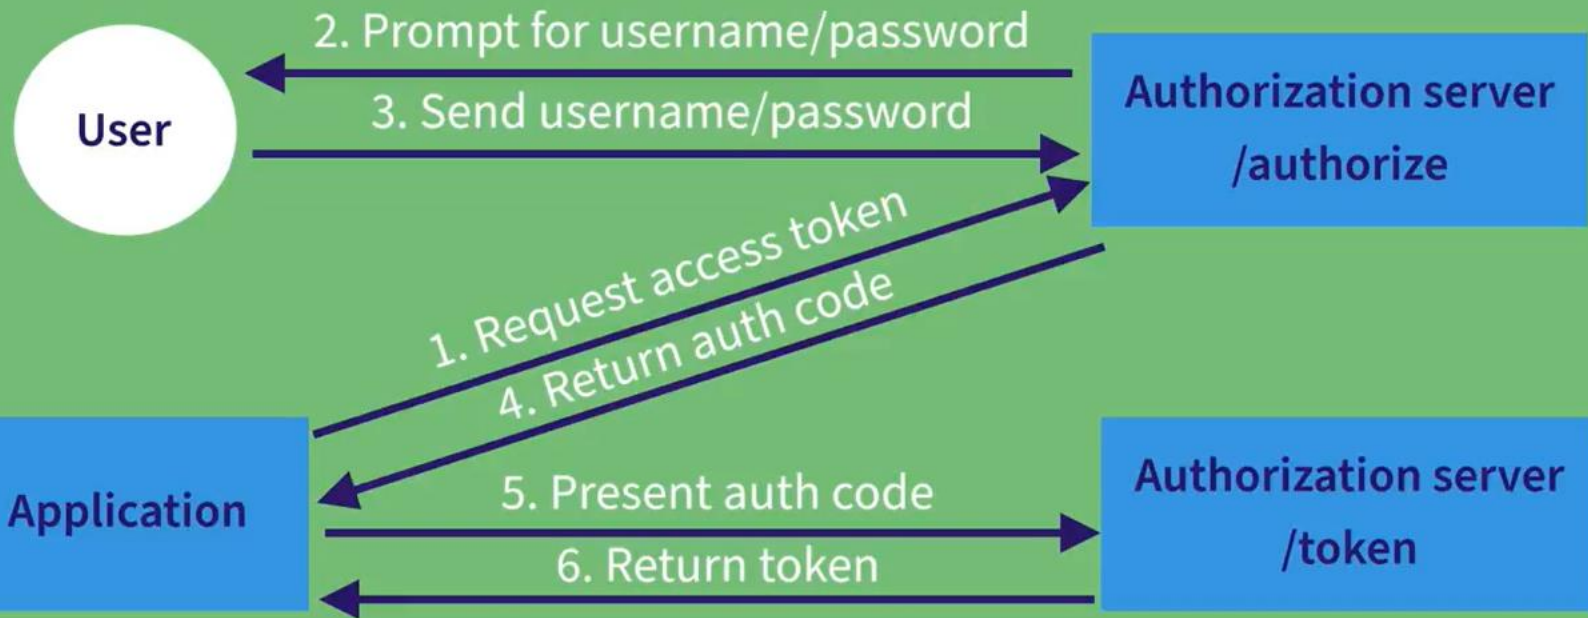 2. Prompt for username/password
User
3. Send username/password
Authorization server
/authorize
1. Request access token
4. Return auth code
Application
5. Present auth code
6. Return token
Authorization server
/token